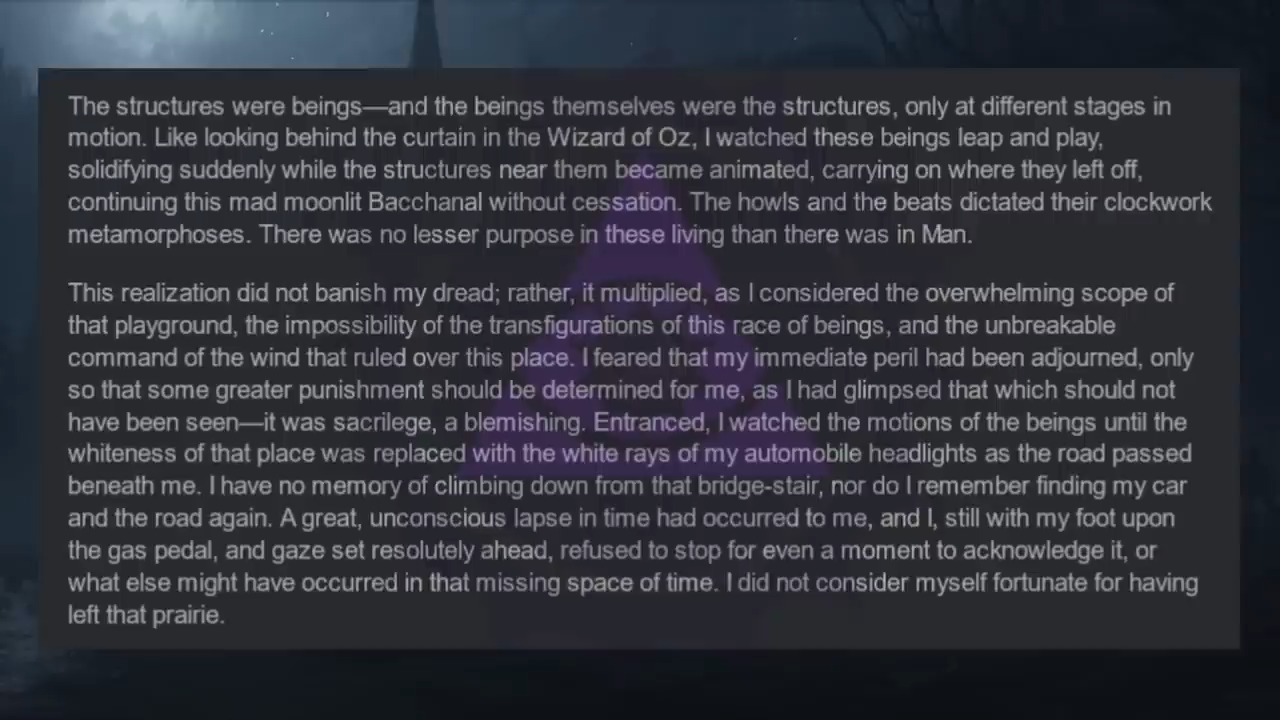 The structures were beings—and the beings themselves were the structures, only at different stages in
motion. Like looking behind the curtain in the Wizard of Oz, I watched these beings leap and play,
solidifying suddenly while the structures near them became animated, carrying on where they left off,
continuing this mad moonlit Bacchanal without cessation. The howls and the beats dictated their clockwork
metamorphoses. There was no lesser purpose in these living than there was in Man.
This realization did not banish my dread; rather, it multiplied, as I considered the overwhelming scope of
that playground, the impossibility of the transfigurations of this race of beings, and the unbreakable
command of the wind that ruled over this place. I feared that my immediate peril had been adjourned, only
so that some greater punishment should be determined for me, as I had glimpsed that which should not
have been seen—it was sacrilege, a blemishing. Entranced, I watched the motions of the beings until the
whiteness of that place was replaced with the white rays of my automobile headlights as the road passed
beneath me. I have no memory of climbing down from that bridge-stair, nor do I remember finding my car
and the road again. A great, unconscious lapse in time had occurred to me, and I, still with my foot upon
the gas pedal, and gaze set resolutely ahead, refused to stop for even a moment to acknowledge it, or
what else might have occurred in that missing space of time. I did not consider myself fortunate for having
left that prairie.